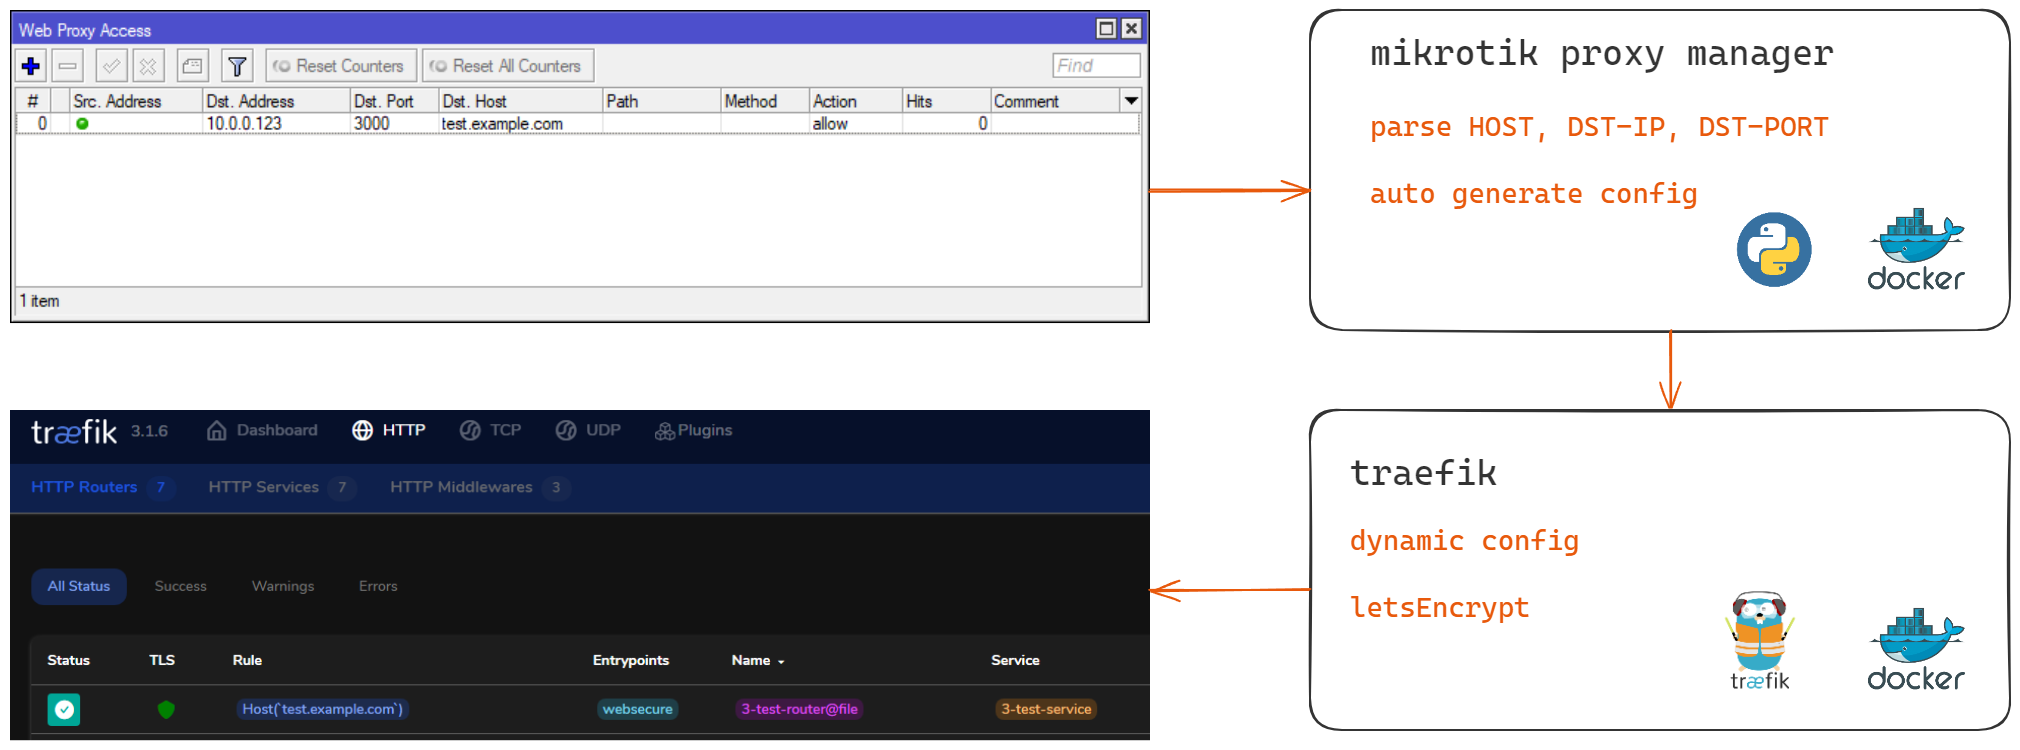 Web Proxy Access
Reset Counters Reset All Counters Find
# Src. Address Dst. Address Dst. Port Dst. Host Path Method Action Hits Comment
0 10.0.0.123 3000 test.example.com allow 0
1 item
mikrotik proxy manager
parse HOST, DST-IP, DST-PORT
auto generate config
docker
træfik 3.1.6 Dashboard HTTP TCP UDP Plugins
HTTP Routers 7 HTTP Services 7 HTTP Middlewares 3
All Status Success Warnings Errors
Status TLS Rule Entrypoints Name Service
Host(`test.example.com`) websecure 3-test-router@file 3-test-service
traefik
dynamic config
letsEncrypt
træfik
docker